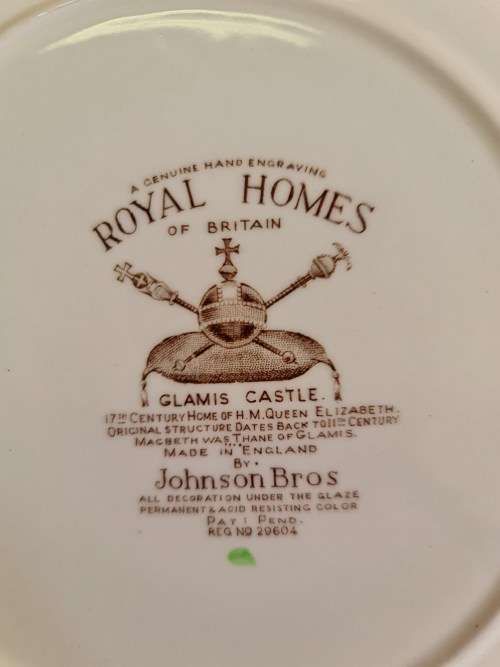 A GENUINE HAND ENGRAVING
ROYAL HOMES
OF BRITAIN
GLAMIS CASTLE.
17TH CENTURY HOME OF H.M. QUEEN ELIZABETH.
ORIGINAL STRUCTURE DATES BACK TO 11TH CENTURY
MACBETH WAS "THANE OF GLAMIS.
MADE IN ENGLAND
BY
Johnson Bros
ALL DECORATION UNDER THE GLAZE
PERMANENT & ACID RESISTING COLOR
PAT: PEND.
REG NO 29604